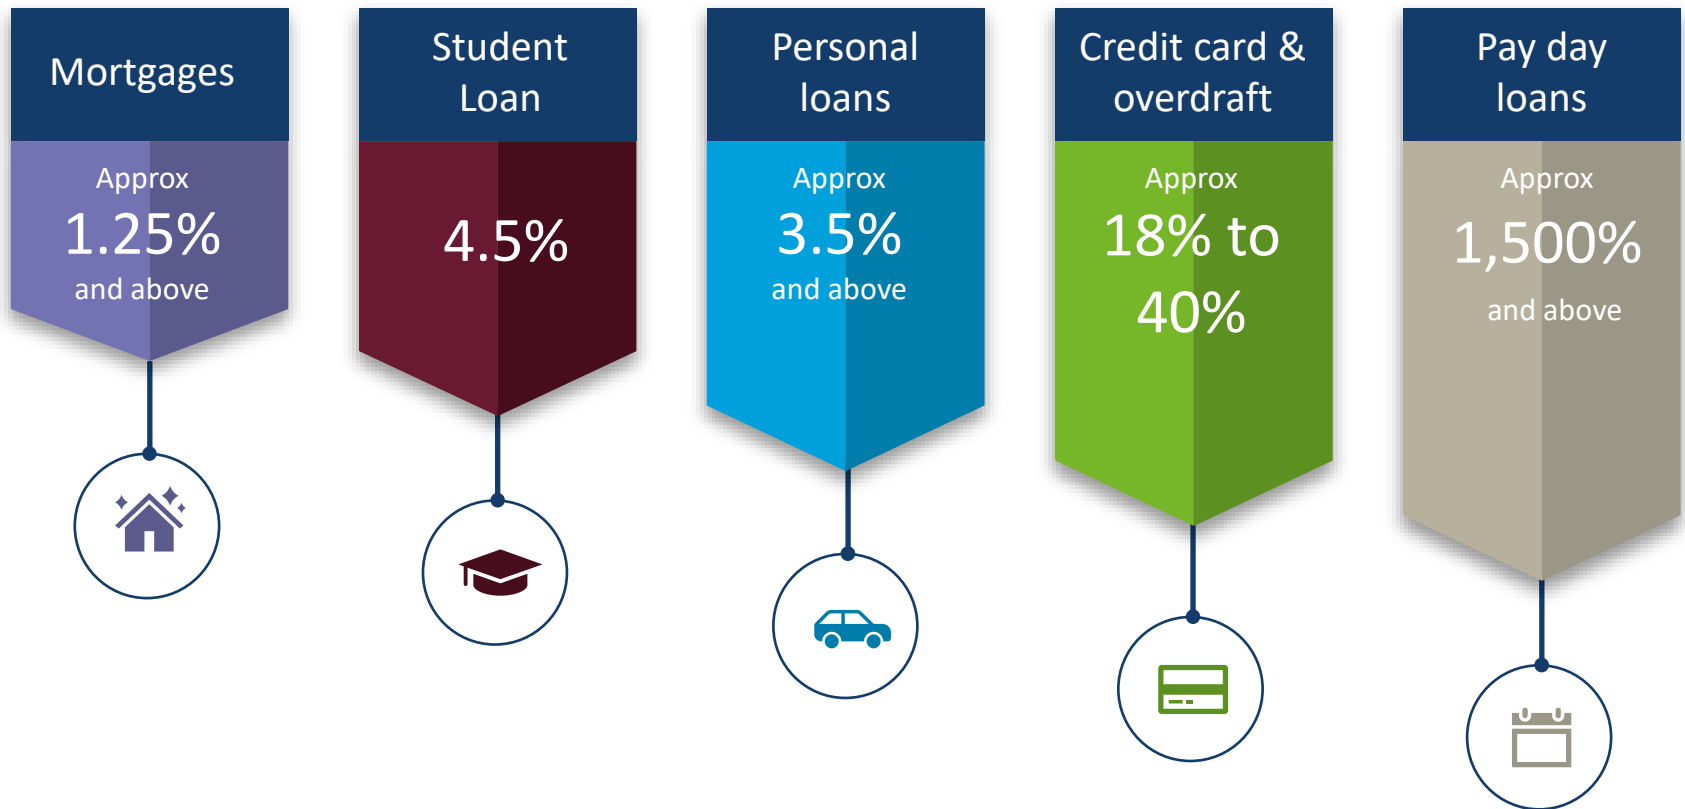 Mortgages
Approx
1.25%
and above
Student
Loan
4.5%
Personal
loans
Approx
3.5%
and above
Credit card &
overdraft
Approx
18% to
40%
Pay day
loans
Approx
1,500%
and above